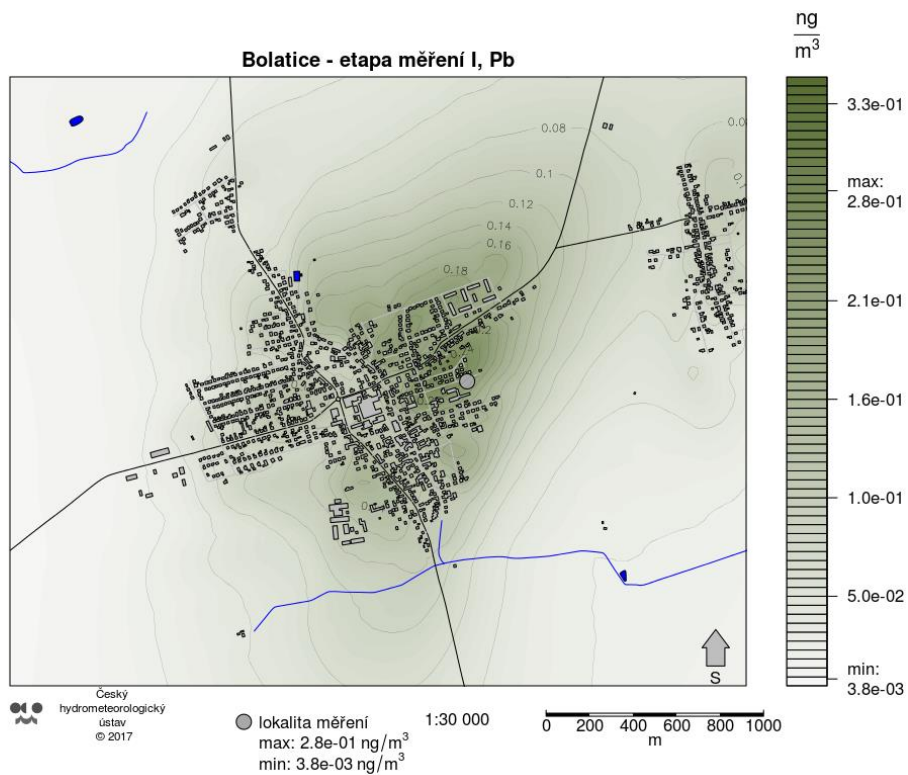 Bolatice - etapa měření I, Pb
ng
m³
3.3e-01
max:
2.8e-01
2.1e-01
1.6e-01
1.0e-01
5.0e-02
min:
3.8e-03
0.08
0.1
0.12
0.14
0.16
0.18
S
Český
hydrometeorologický
ústav
© 2017
lokalita měření
max: 2.8e-01 ng/m³
min: 3.8e-03 ng/m³
1:30 000
0 200 400 600 800 1000
m